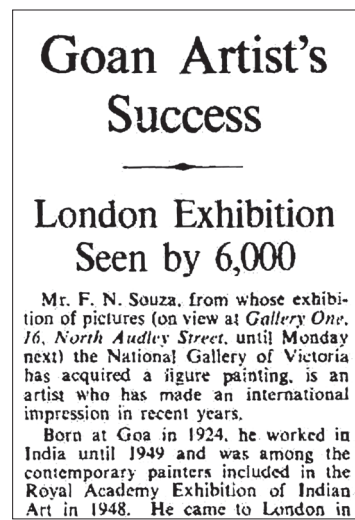 Goan Artist's
Success
London Exhibition
Seen by 6,000
Mr. F. N. Souza, from whose exhibi-
tion of pictures (on view at Gallery One,
16, North Audley Street, until Monday
next) the National Gallery of Victoria
has acquired a figure painting, is an
artist who has made an international
impression in recent years.
Born at Goa in 1924, he worked in
India until 1949 and was among the
contemporary painters included in the
Royal Academy Exhibition of Indian
Art in 1948. He came to London in